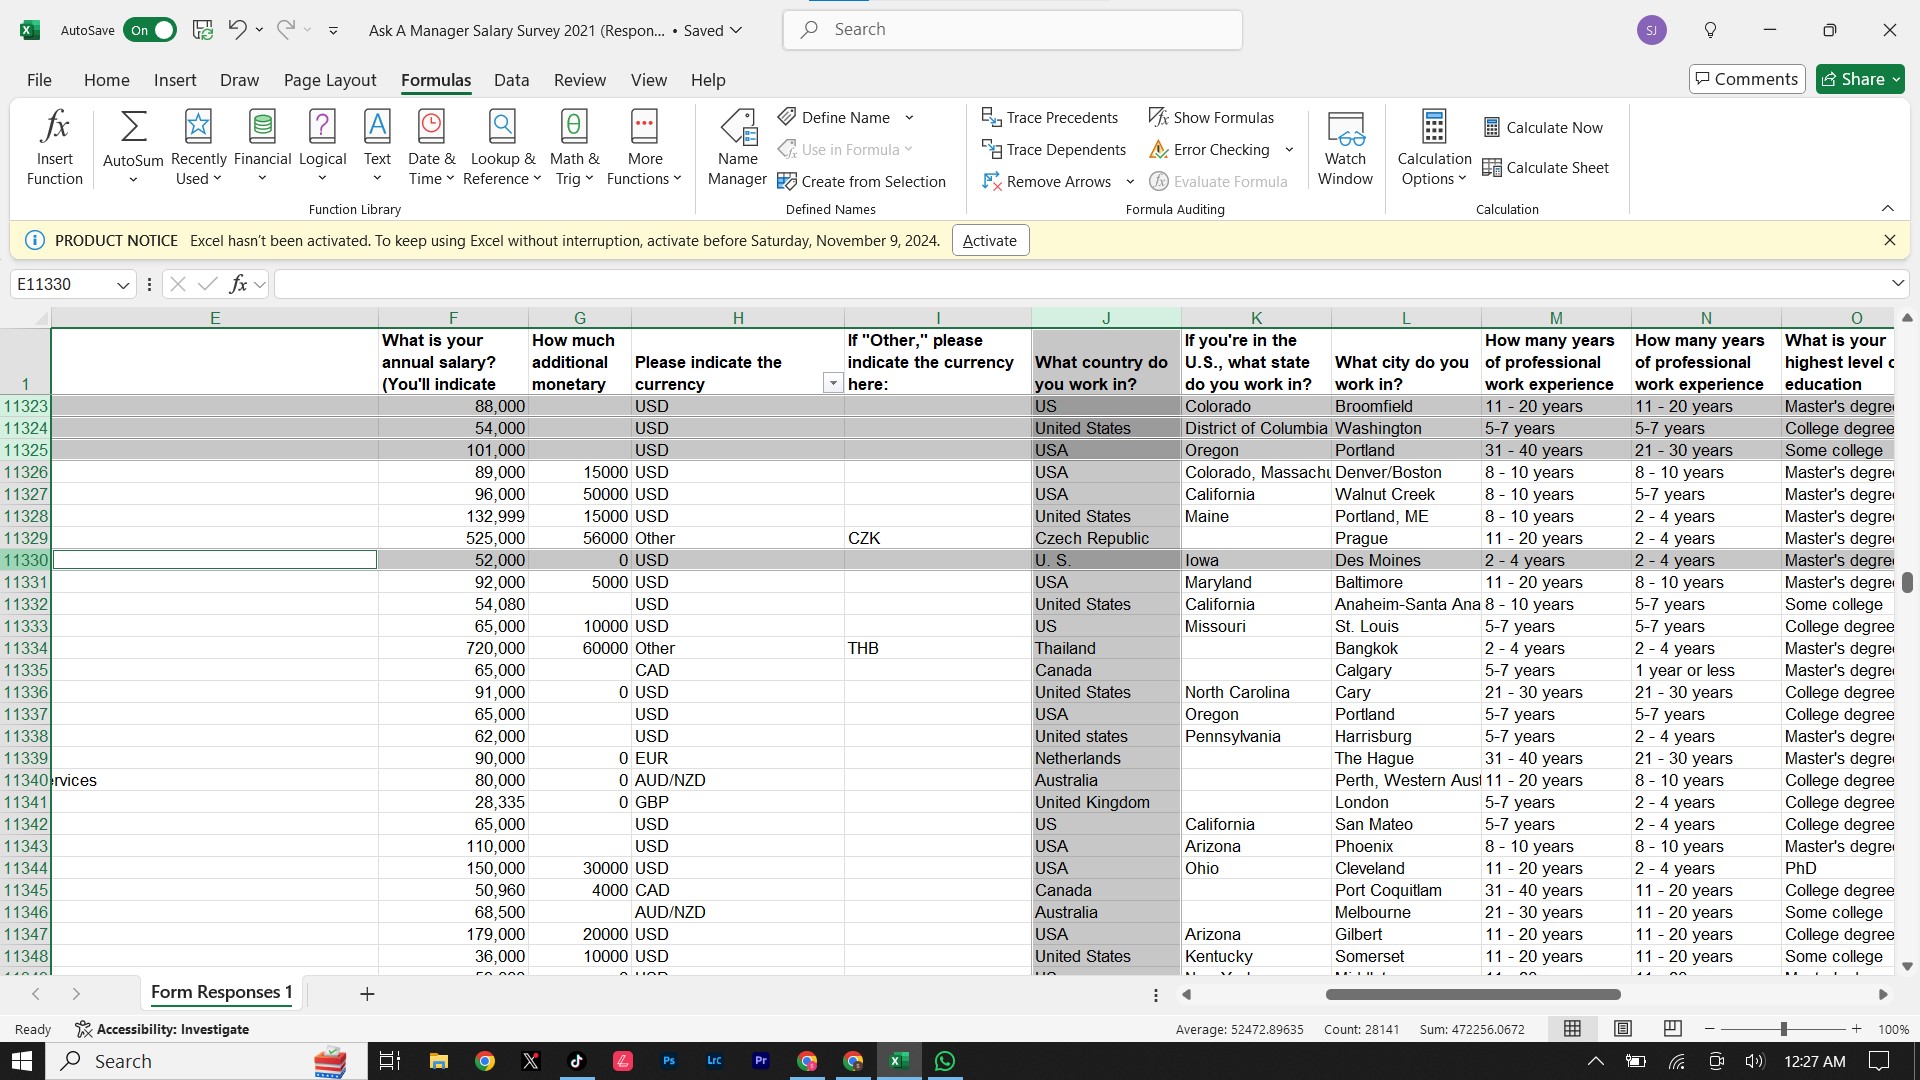 AutoSave On Ask A Manager Salary Survey 2021 (Respon... • Saved Search SJ
File Home Insert Draw Page Layout Formulas Data Review View Help Comments Share
Insert Function AutoSum Recently Used Financial Logical Text Date & Time Lookup & Reference Math & Trig More Functions
Function Library
Name Manager Define Name Use in Formula Create from Selection
Defined Names
Trace Precedents Show Formulas
Trace Dependents Error Checking
Remove Arrows Evaluate Formula
Formula Auditing
Watch Window
Calculation Options Calculate Now
Calculate Sheet
Calculation
PRODUCT NOTICE Excel hasn't been activated. To keep using Excel without interruption, activate before Saturday, November 9, 2024. Activate
E11330 fx
E F G H I J K L M N O
1 What is your annual salary? (You'll indicate How much additional monetary Please indicate the currency If "Other," please indicate the currency here: What country do you work in? If you're in the U.S., what state do you work in? What city do you work in? How many years of professional work experience How many years of professional work experience What is your highest level o education
11323 88,000 USD US Colorado Broomfield 11 - 20 years 11 - 20 years Master's degre
11324 54,000 USD United States District of Columbia Washington 5-7 years 5-7 years College degree
11325 101,000 USD USA Oregon Portland 31 - 40 years 21 - 30 years Some college
11326 89,000 15000 USD USA Colorado, Massachu Denver/Boston 8 - 10 years 8 - 10 years Master's degre
11327 96,000 50000 USD USA California Walnut Creek 8 - 10 years 5-7 years Master's degre
11328 132,999 15000 USD United States Maine Portland, ME 8 - 10 years 2 - 4 years Master's degre
11329 525,000 56000 Other CZK Czech Republic Prague 11 - 20 years 2 - 4 years Master's degre
11330 52,000 0 USD U. S. Iowa Des Moines 2 - 4 years 2 - 4 years Master's degre
11331 92,000 5000 USD USA Maryland Baltimore 11 - 20 years 8 - 10 years Master's degre
11332 54,080 USD United States California Anaheim-Santa Ana 8 - 10 years 5-7 years Some college
11333 65,000 10000 USD US Missouri St. Louis 5-7 years 5-7 years College degree
11334 720,000 60000 Other THB Thailand Bangkok 2 - 4 years 2 - 4 years Master's degre
11335 65,000 CAD Canada Calgary 5-7 years 1 year or less Master's degre
11336 91,000 0 USD United States North Carolina Cary 21 - 30 years 21 - 30 years College degree
11337 65,000 USD USA Oregon Portland 5-7 years 5-7 years College degree
11338 62,000 USD United states Pennsylvania Harrisburg 5-7 years 2 - 4 years Master's degre
11339 90,000 0 EUR Netherlands The Hague 31 - 40 years 21 - 30 years Master's degre
11340 rvices 80,000 0 AUD/NZD Australia Perth, Western Aust 11 - 20 years 8 - 10 years College degree
11341 28,335 0 GBP United Kingdom London 5-7 years 2 - 4 years College degree
11342 65,000 USD US California San Mateo 5-7 years 2 - 4 years College degree
11343 110,000 USD USA Arizona Phoenix 8 - 10 years 8 - 10 years Master's degre
11344 150,000 30000 USD USA Ohio Cleveland 11 - 20 years 2 - 4 years PhD
11345 50,960 4000 CAD Canada Port Coquitlam 31 - 40 years 11 - 20 years College degree
11346 68,500 AUD/NZD Australia Melbourne 21 - 30 years 11 - 20 years Some college
11347 179,000 20000 USD USA Arizona Gilbert 11 - 20 years 11 - 20 years College degree
11348 36,000 10000 USD United States Kentucky Somerset 11 - 20 years 11 - 20 years Some college
Form Responses 1
Ready Accessibility: Investigate Average: 52472.89635 Count: 28141 Sum: 472256.0672 100%
Search Ps LrC Pr 12:27 AM